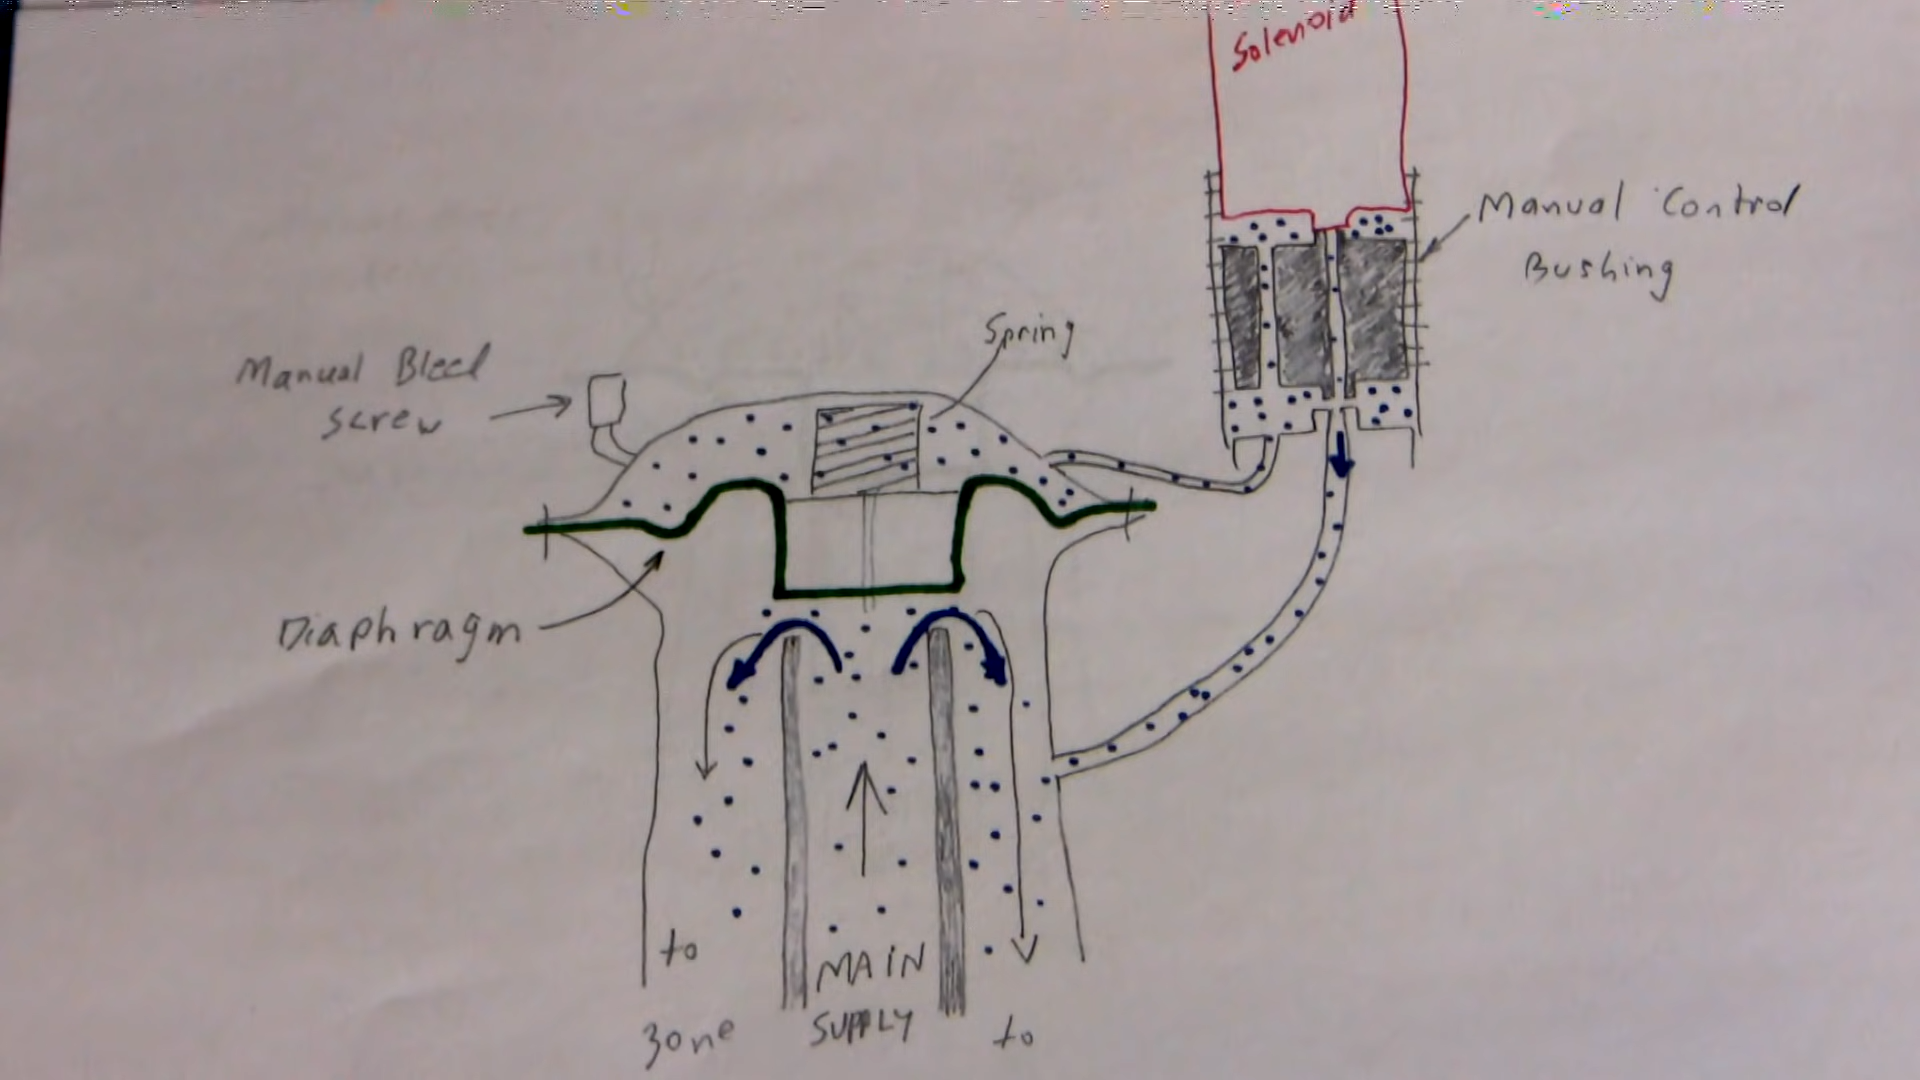 Solenoid
Manual Control
Bushing
Spring
Manual Bleed
screw
Diaphragm
to
zone
MAIN
SUPPLY
to